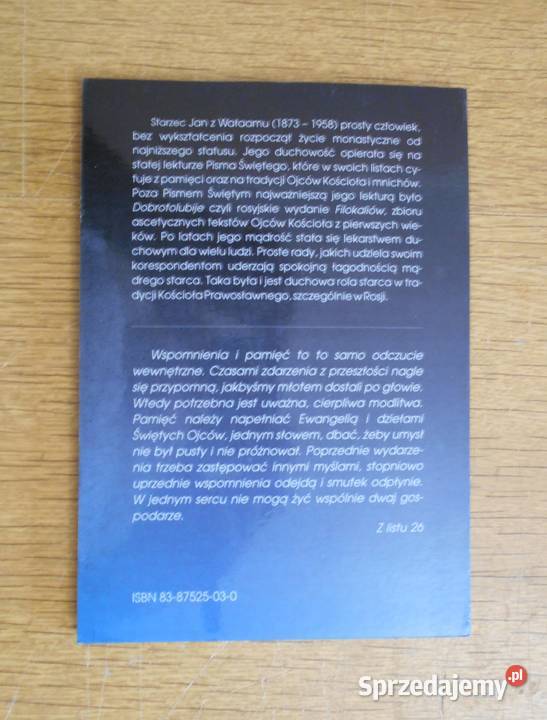 Starzec Jan z Wałaamu (1873 – 1958) prosty człowiek,
bez wykształcenia rozpoczął życie monastyczne od
najniższego statusu. Jego duchowość opierała się na
stałej lekturze Pisma Świętego, które w swoich listach cy-
tuje z pamięci oraz na tradycji Ojców Kościoła i mnichów.
Poza Pismem Świętym najważniejszą jego lekturą było
Dobrotolubije czyli rosyjskie wydanie Filokaliów, zbioru
ascetycznych tekstów Ojców Kościoła z pierwszych wie-
ków. Po latach jego mądrość stała się lekarstwem du-
chowym dla wielu ludzi. Proste rady, jakich udziela swoim
korespondentom uderzają spokojną łagodnością mą-
drego starca. Taka była i jest duchowa rola starca w tra-
dycji Kościoła Prawosławnego, szczególnie w Rosji.
Wspomnienia i pamięć to to samo odczucie
wewnętrzne. Czasami zdarzenia z przeszłości nagle
się przypomną, jakbyśmy młotem dostali po głowie.
Wtedy potrzebna jest uważna, cierpliwa modlitwa.
Pamięć należy napełniać Ewangelią i dziełami
Świętych Ojców, jednym słowem, dbać, żeby umysł
nie był pusty i nie próżnował. Poprzednie wydarze-
nia trzeba zastępować innymi myślami, stopniowo
uprzednie wspomnienia odejdą i smutek odpłynie.
W jednym sercu nie mogą żyć wspólnie dwaj gos-
podarze.
Z listu 26
ISBN 83-87525-03-0
Sprzedajemy.pl